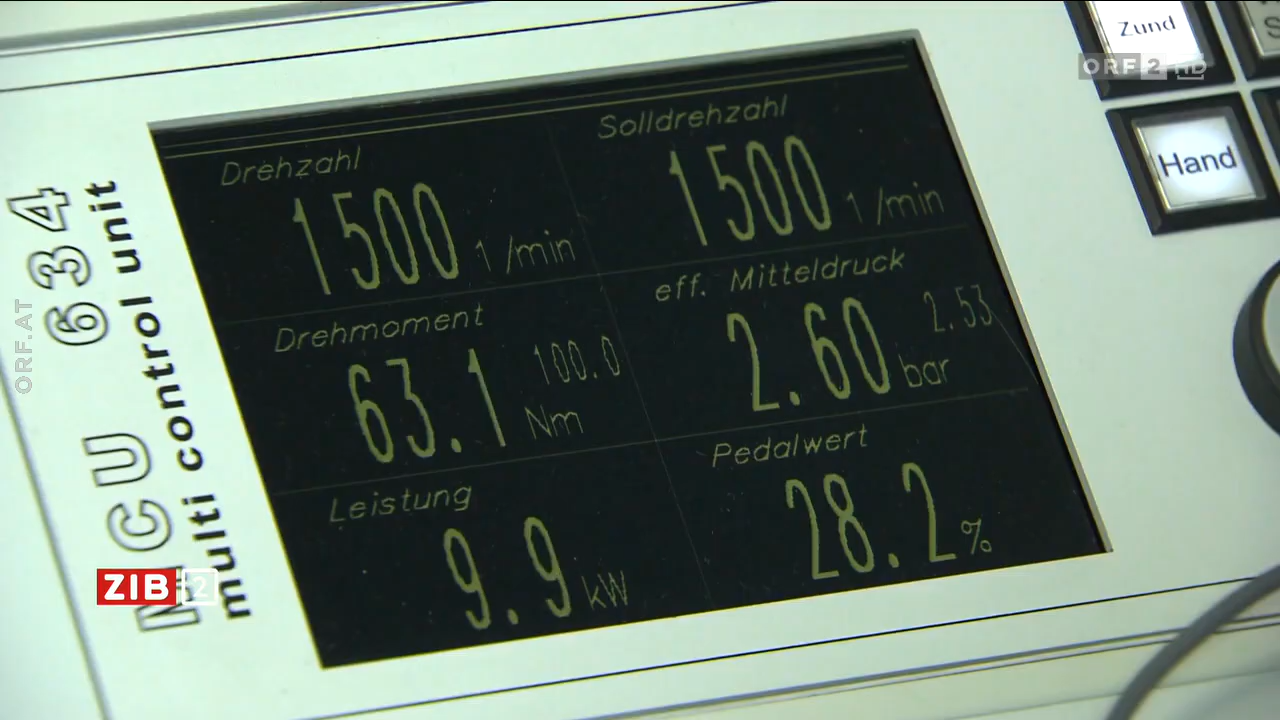 Zund
ORF 2 HD
Hand
Drehzahl
1500 1/min
Solldrehzahl
1500 1/min
Drehmoment
63.1 100.0 Nm
eff. Mitteldruck
2.60 2.53 bar
Leistung
9.9 kW
Pedalwert
28.2 %
MCU 634
multi control unit
ORF.AT
ZIB 2